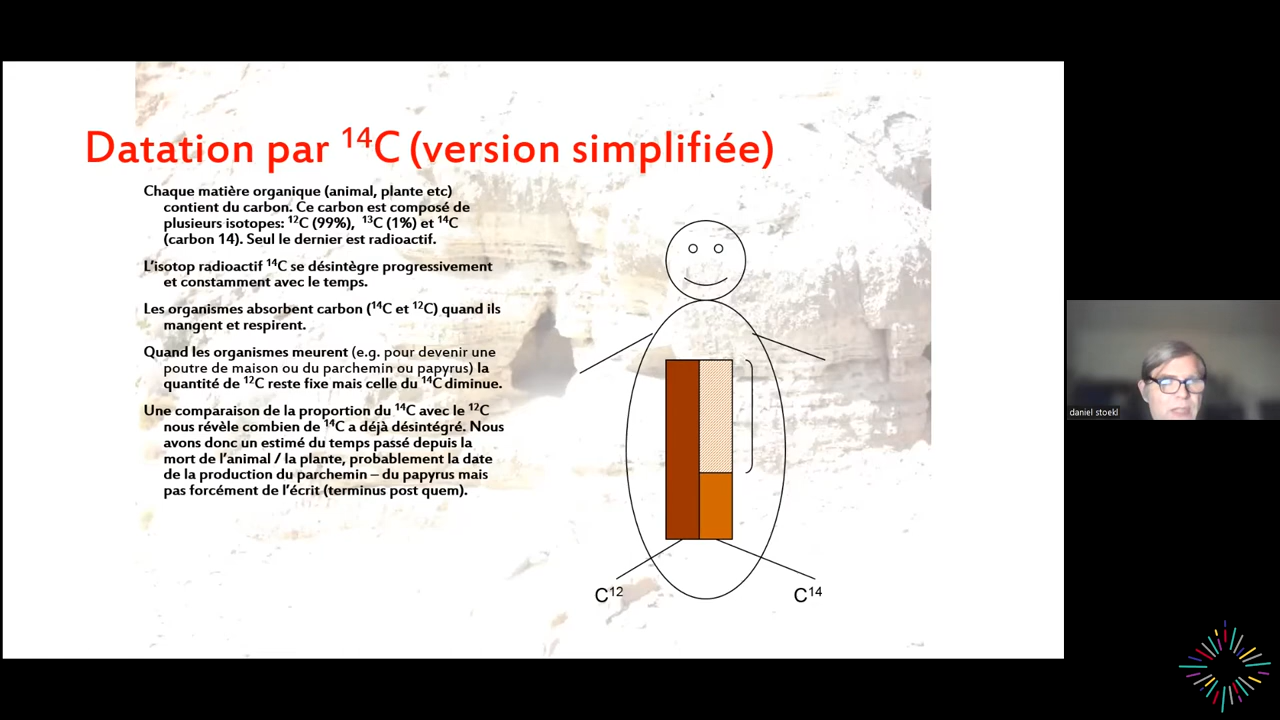 Datation par ¹⁴C (version simplifiée)
Chaque matière organique (animal, plante etc)
contient du carbon. Ce carbon est composé de
plusieurs isotopes: ¹²C (99%), ¹³C (1%) et ¹⁴C
(carbon 14). Seul le dernier est radioactif.
L'isotop radioactif ¹⁴C se désintègre progressivement
et constamment avec le temps.
Les organismes absorbent carbon (¹⁴C et ¹²C) quand ils
mangent et respirent.
Quand les organismes meurent (e.g. pour devenir une
poutre de maison ou du parchemin ou papyrus) la
quantité de ¹²C reste fixe mais celle du ¹⁴C diminue.
Une comparaison de la proportion du ¹⁴C avec le ¹²C
nous révèle combien de ¹⁴C a déjà désintégré. Nous
avons donc un estimé du temps passé depuis la
mort de l'animal / la plante, probablement la date
de la production du parchemin – du papyrus mais
pas forcément de l'écrit (terminus post quem).
C¹²
C¹⁴
daniel stoekl